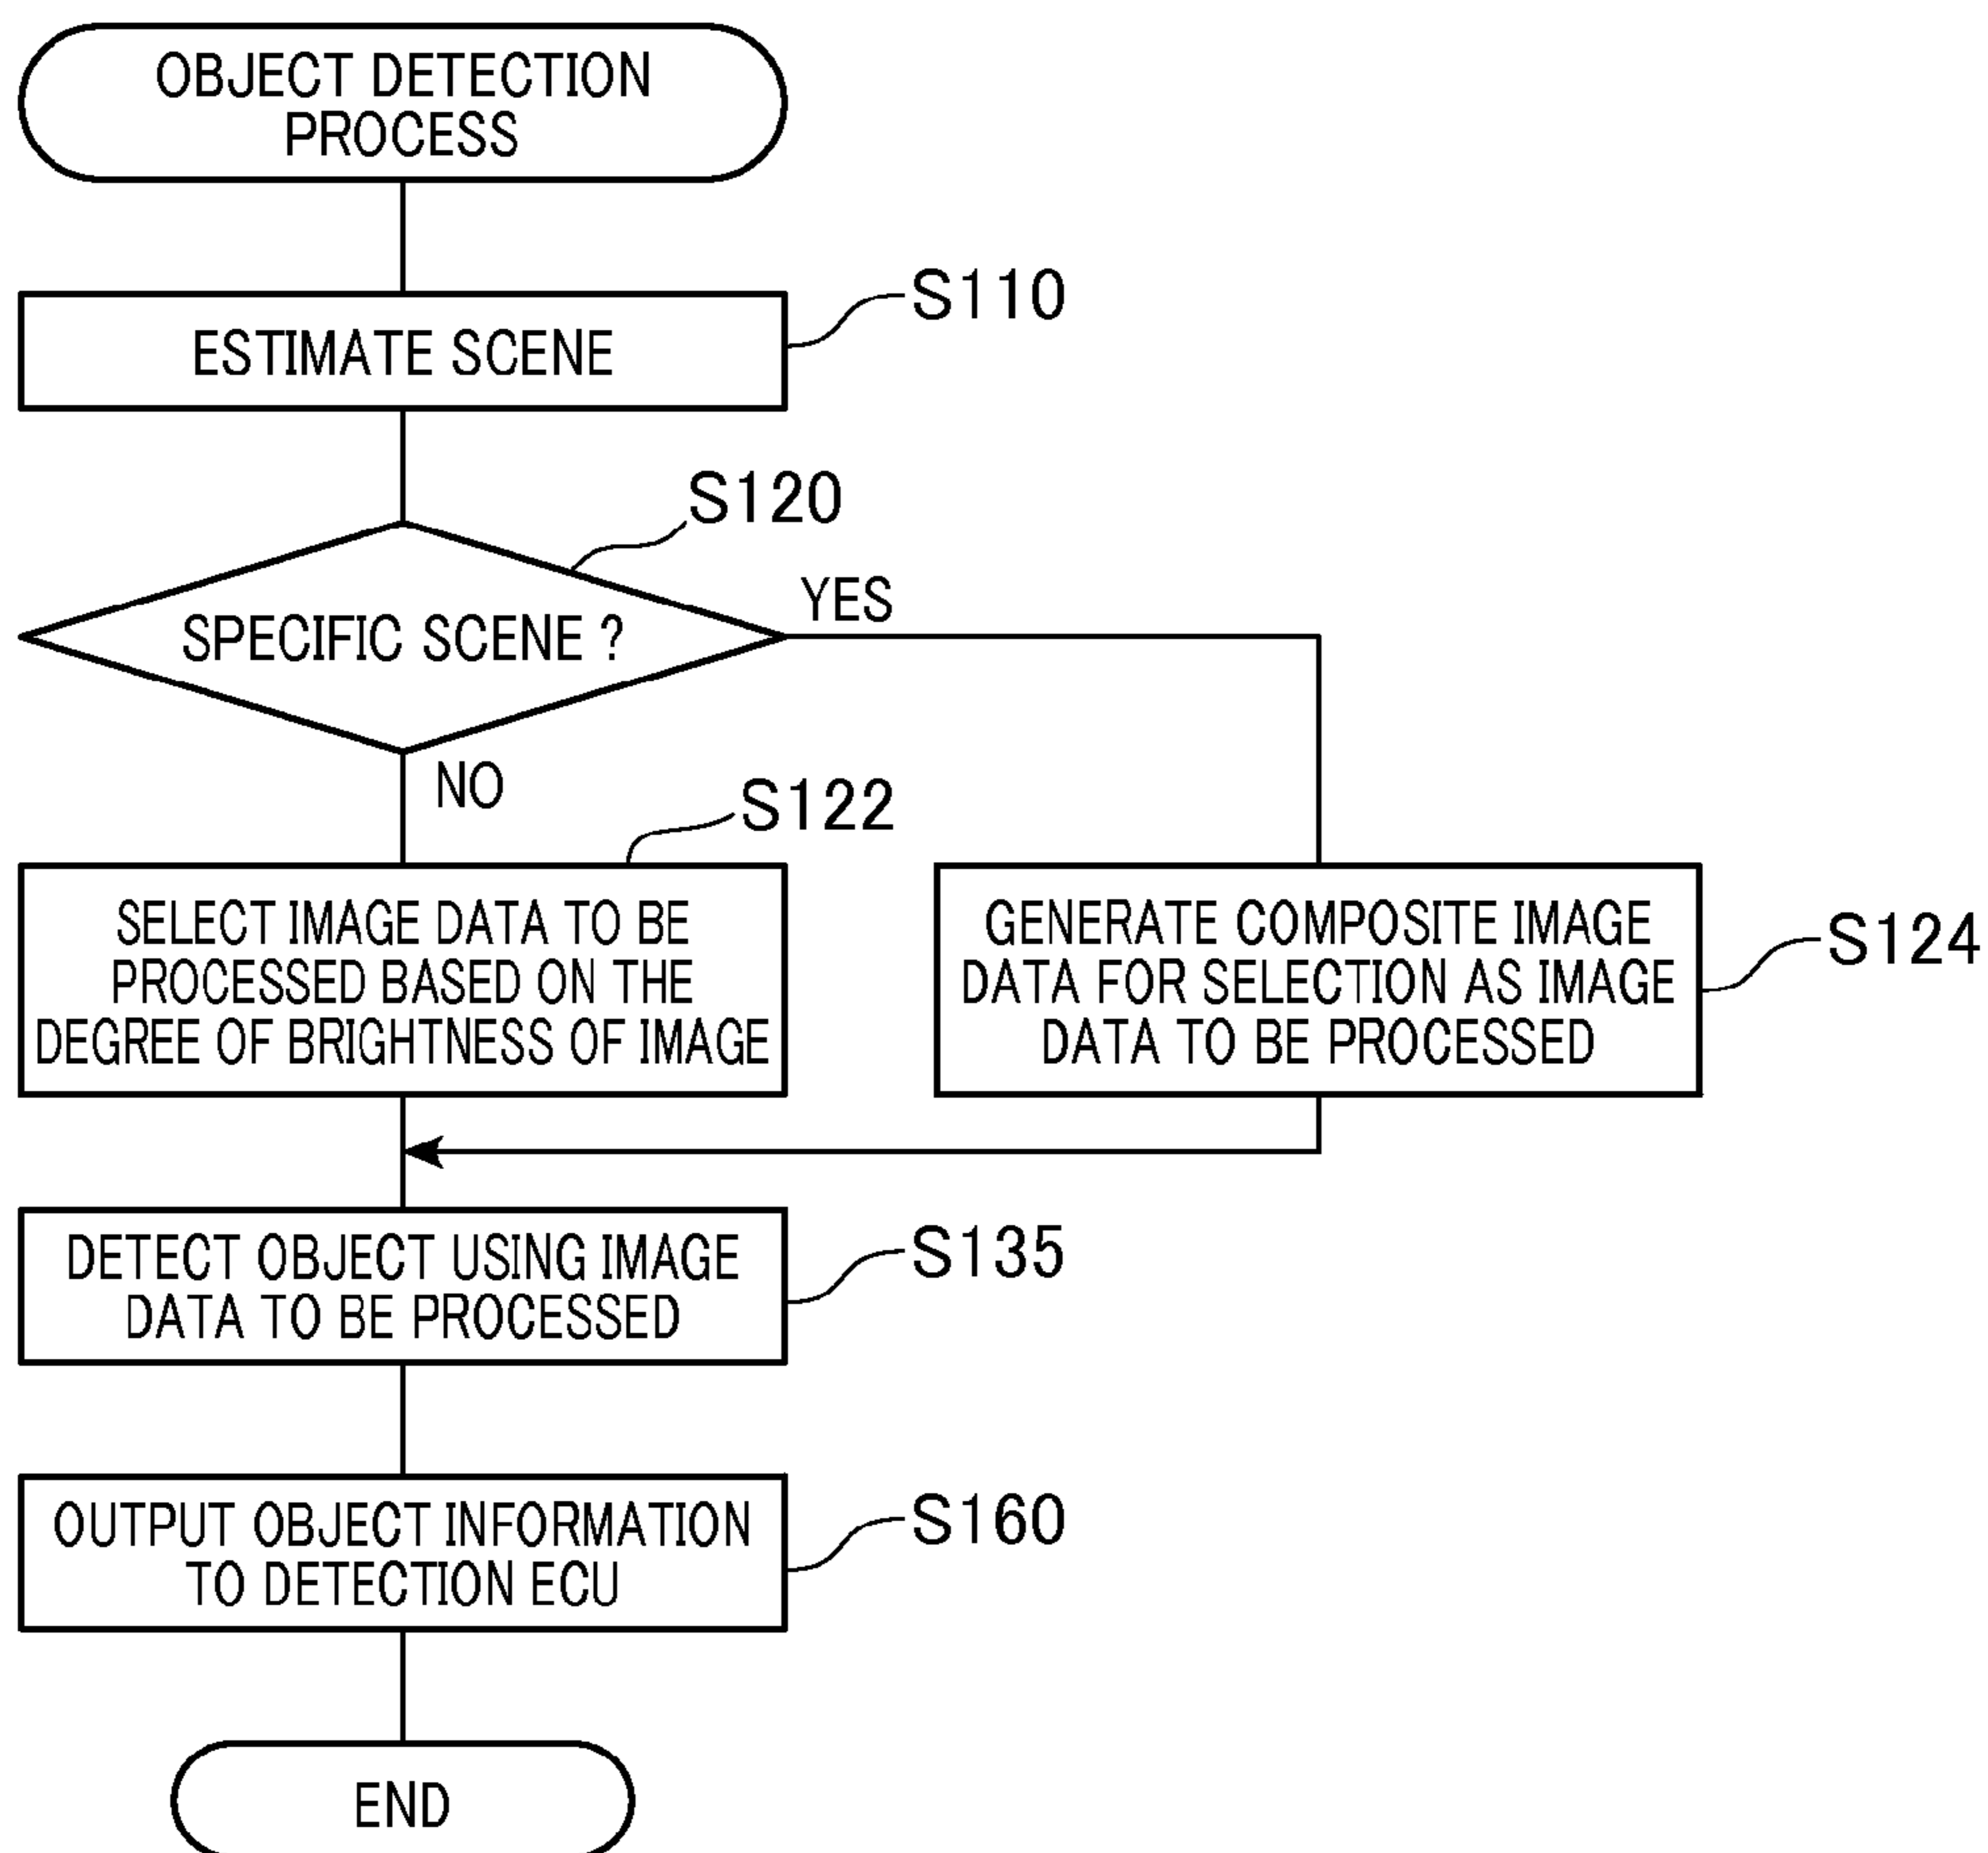 OBJECT DETECTION
PROCESS
S110
ESTIMATE SCENE
S120
SPECIFIC SCENE ?
YES
NO
S122
SELECT IMAGE DATA TO BE
PROCESSED BASED ON THE
DEGREE OF BRIGHTNESS OF IMAGE
GENERATE COMPOSITE IMAGE
DATA FOR SELECTION AS IMAGE
DATA TO BE PROCESSED
S124
DETECT OBJECT USING IMAGE
DATA TO BE PROCESSED
S135
OUTPUT OBJECT INFORMATION
TO DETECTION ECU
S160
END